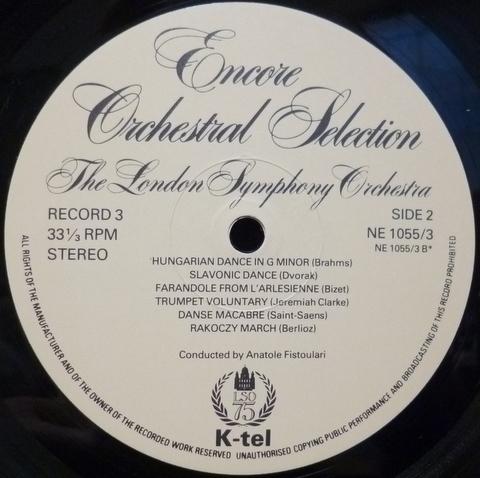 Encore
Orchestral Selection
The London Symphony Orchestra
RECORD 3
33⅓ RPM
STEREO
SIDE 2
NE 1055/3
NE 1055/3 B*
HUNGARIAN DANCE IN G MINOR (Brahms)
SLAVONIC DANCE (Dvorak)
FARANDOLE FROM L'ARLESIENNE (Bizet)
TRUMPET VOLUNTARY (Jeremiah Clarke)
DANSE MACABRE (Saint-Saens)
RAKOCZY MARCH (Berlioz)
Conducted by Anatole Fistoulari
LSO
75
K-tel
ALL RIGHTS OF THE MANUFACTURER AND OF THE OWNER OF THE RECORDED WORK RESERVED UNAUTHORISED COPYING PUBLIC PERFORMANCE AND BROADCASTING OF THIS RECORD PROHIBITED